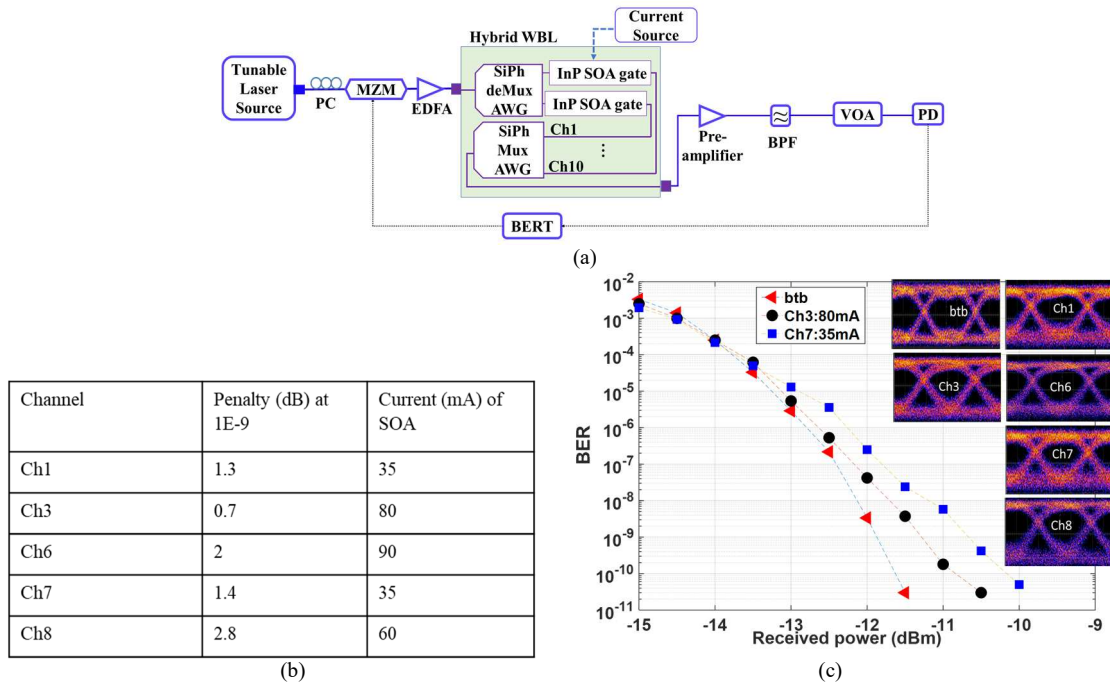 Current
Source
Hybrid WBL
Tunable
Laser
Source
PC
MZM
EDFA
SiPh
deMux
AWG
InP SOA gate
InP SOA gate
SiPh
Mux
AWG
Ch1
⋮
Ch10
Pre-
amplifier
BPF
VOA
PD
BERT
(a)
Channel Penalty (dB) at 1E-9 Current (mA) of SOA
Ch1 1.3 35
Ch3 0.7 80
Ch6 2 90
Ch7 1.4 35
Ch8 2.8 60
(b)
BER
10-2
10-3
10-4
10-5
10-6
10-7
10-8
10-9
10-10
10-11
btb
Ch3:80mA
Ch7:35mA
btb
Ch1
Ch3
Ch6
Ch7
Ch8
-15 -14 -13 -12 -11 -10 -9
Received power (dBm)
(c)